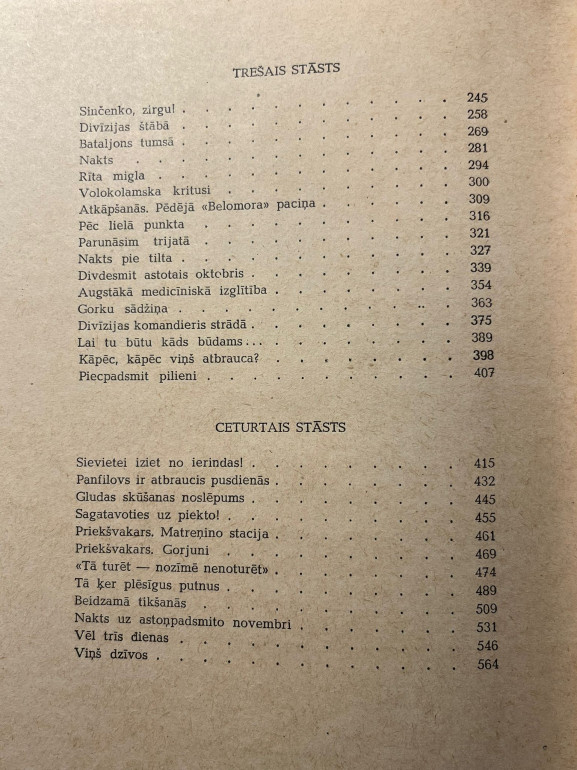 TREŠAIS STĀSTS
Sinčenko, zirgu! . . . . . . . . . . . 245
Divīzijas štābā . . . . . . . . . . . 258
Bataljons tumsā . . . . . . . . . . . 269
Nakts . . . . . . . . . . . . . 281
Rīta migla . . . . . . . . . . . . 294
Volokolamska kritusi . . . . . . . . . . 300
Atkāpšanās. Pēdējā «Belomora» paciņa . . . . . . 309
Pēc lielā punkta . . . . . . . . . . . 316
Parunāsim trijatā . . . . . . . . . . . 321
Nakts pie tilta . . . . . . . . . . . 327
Divdesmit astotais oktobris . . . . . . . . 339
Augstākā medicīniskā izglītība . . . . . . . . 354
Gorku sādžiņa . . . . . . . . . . . 363
Divīzijas komandieris strādā . . . . . . . . 375
Lai tu būtu kāds būdams... . . . . . . . . 389
Kāpēc, kāpēc viņš atbrauca? . . . . . . . . 398
Piecpadsmit pilieni . . . . . . . . . . 407
CETURTAIS STĀSTS
Sievietei iziet no ierindas! . . . . . . . . 415
Panfilovs ir atbraucis pusdienās . . . . . . . 432
Gludas skūšanas noslēpums . . . . . . . . 445
Sagatavoties uz piekto! . . . . . . . . . 455
Priekšvakars. Matreņino stacija . . . . . . . 461
Priekšvakars. Gorjuni . . . . . . . . . 469
«Tā turēt — nozīmē nenoturēt» . . . . . . . 474
Tā ķer plēsīgus putnus . . . . . . . . . 489
Beidzamā tikšanās . . . . . . . . . . 509
Nakts uz astoņpadsmito novembri . . . . . . . 531
Vēl trīs dienas . . . . . . . . . . . 546
Viņš dzīvos . . . . . . . . . . . . 564